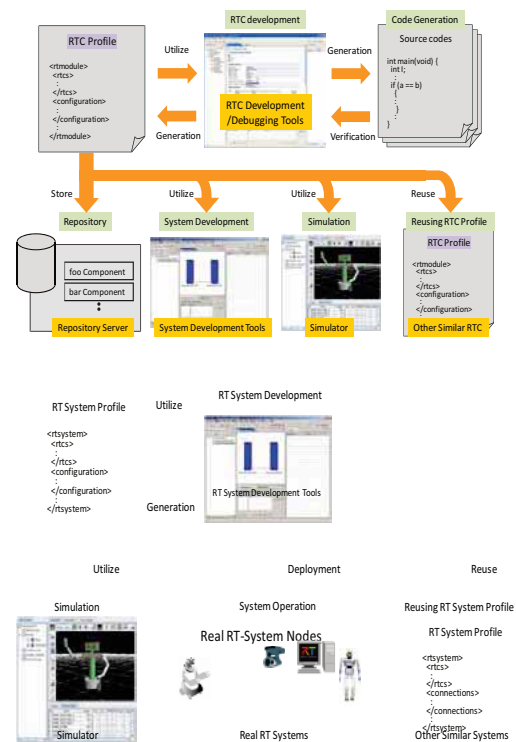 RTC development
Code Generation
RTC Profile
Utilize
Generation
Source codes
<rtmodule>
<rtcs>
:
</rtcs>
<configuration>
:
</configuration>
:
</rtmodule>
RTC Development
/Debugging Tools
int main(void) {
int I;
:
if (a == b)
{
:
}
:
}
Generation
Verification
Store
Utilize
Utilize
Reuse
Repository
System Development
Simulation
Reusing RTC Profile
foo Component
bar Component
:
Repository Server
System Development Tools
Simulator
RTC Profile
<rtmodule>
<rtcs>
:
</rtcs>
<configuration>
:
</configuration>
:
Other Similar RTC
RT System Development
RT System Profile
Utilize
<rtsystem>
<rtcs>
:
</rtcs>
<configuration>
:
</configuration>
:
</rtsystem>
RT System Development Tools
Generation
Utilize
Deployment
Reuse
Simulation
System Operation
Reusing RT System Profile
Real RT-System Nodes
RT
RT System Profile
<rtsystem>
<rtcs>
:
</rtcs>
<connections>
:
</connections>
:
</rtsystem>
Simulator
Real RT Systems
Other Similar Systems